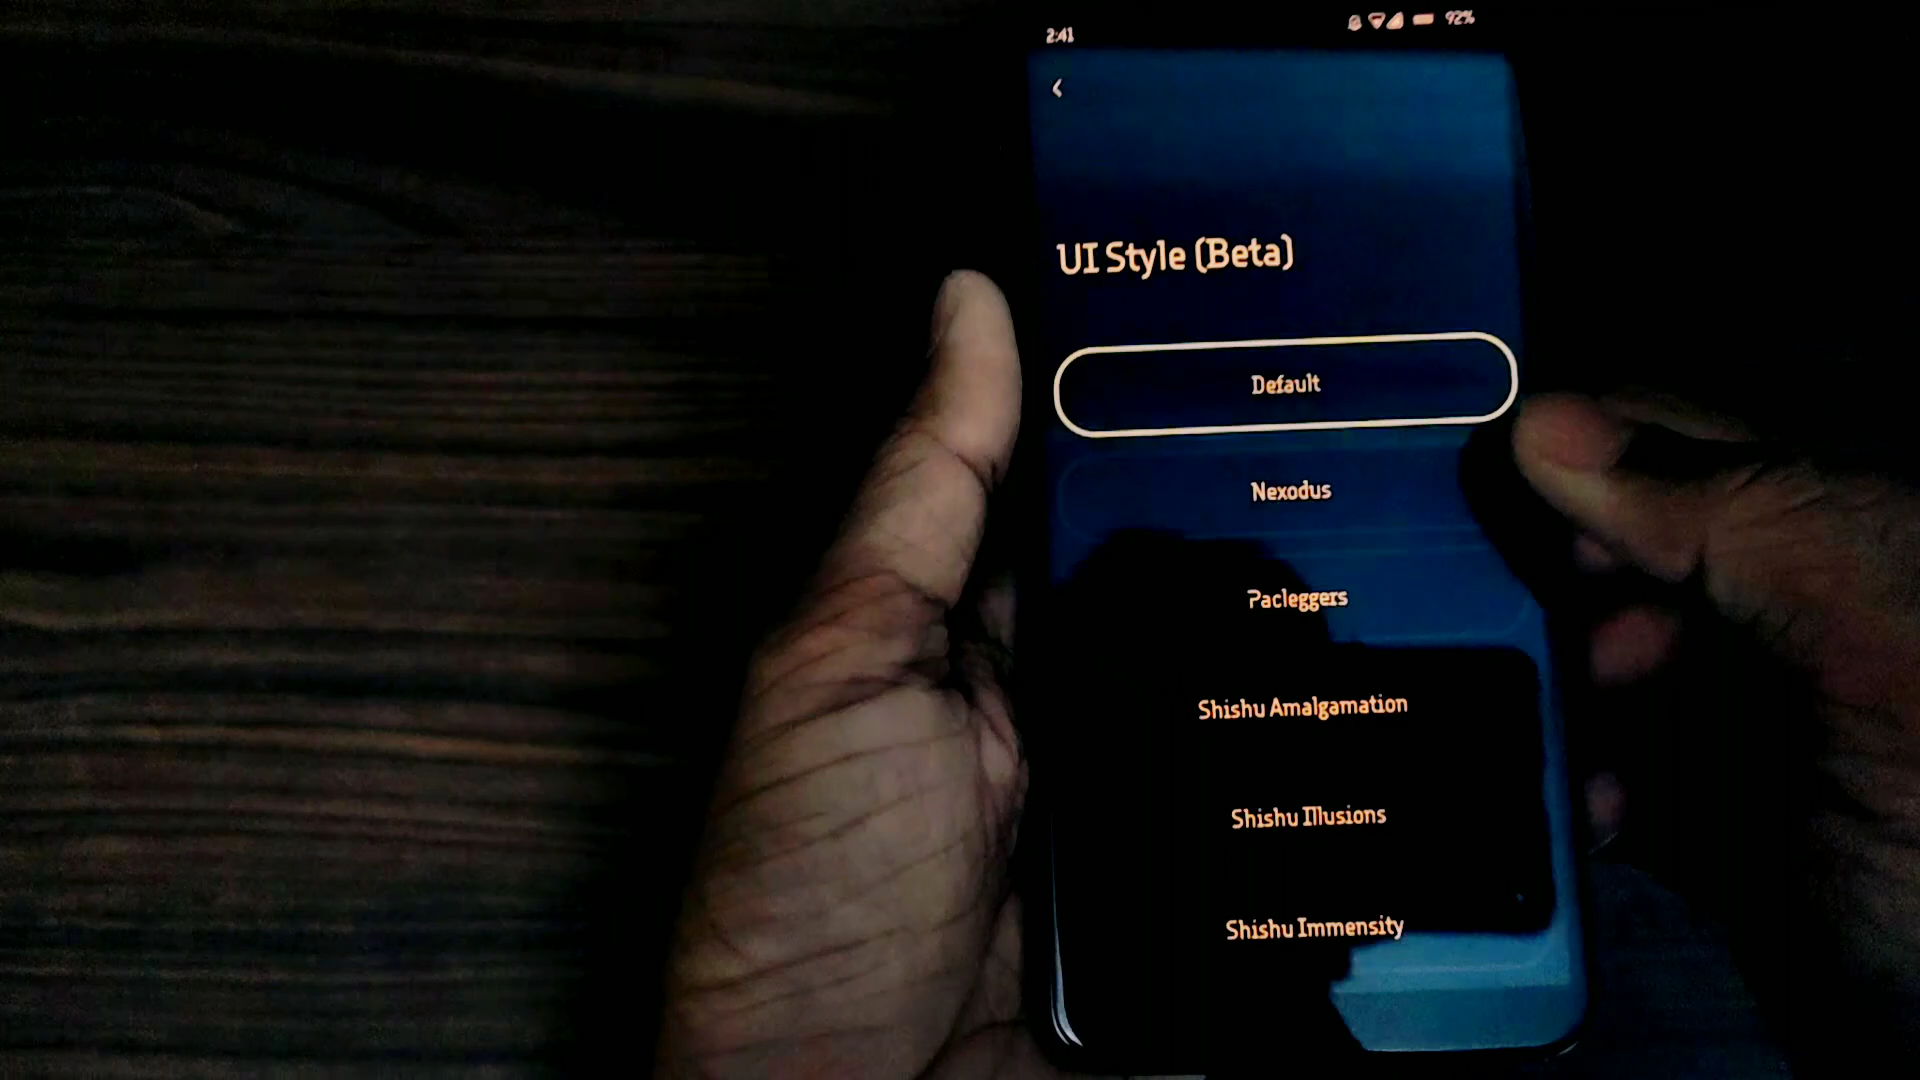 2:41
92%
UI Style (Beta)
Default
Nexodus
Pacleggers
Shishu Amalgamation
Shishu Illusions
Shishu Immensity